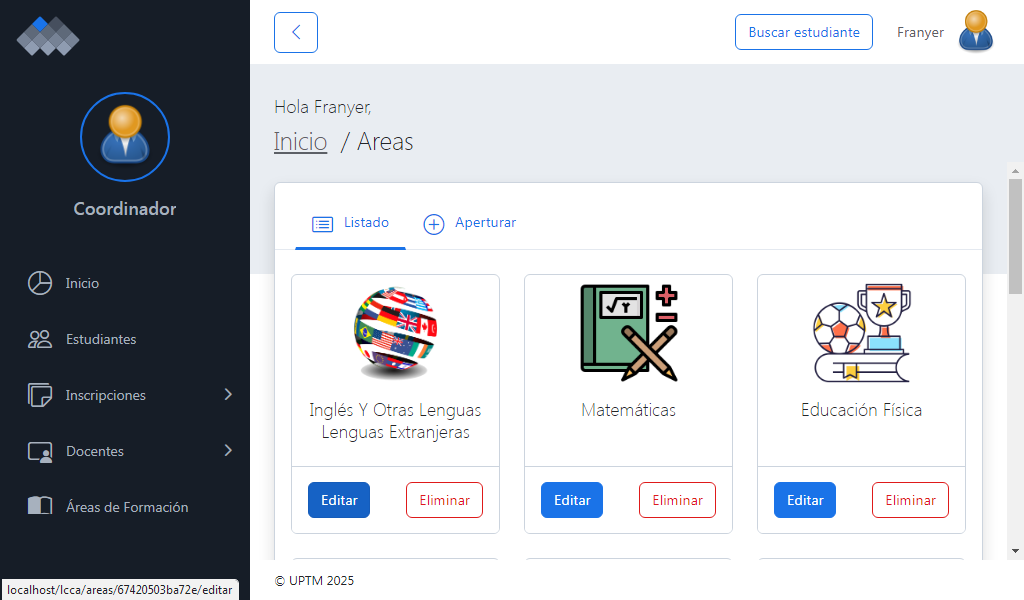 Buscar estudiante
Franyer
Coordinador
Inicio
Estudiantes
Inscripciones
Docentes
Áreas de Formación
Hola Franyer,
Inicio / Areas
Listado
Aperturar
Inglés Y Otras Lenguas
Lenguas Extranjeras
Editar
Eliminar
Matemáticas
Editar
Eliminar
Educación Física
Editar
Eliminar
© UPTM 2025
localhost/lcca/areas/67420503ba72e/editar